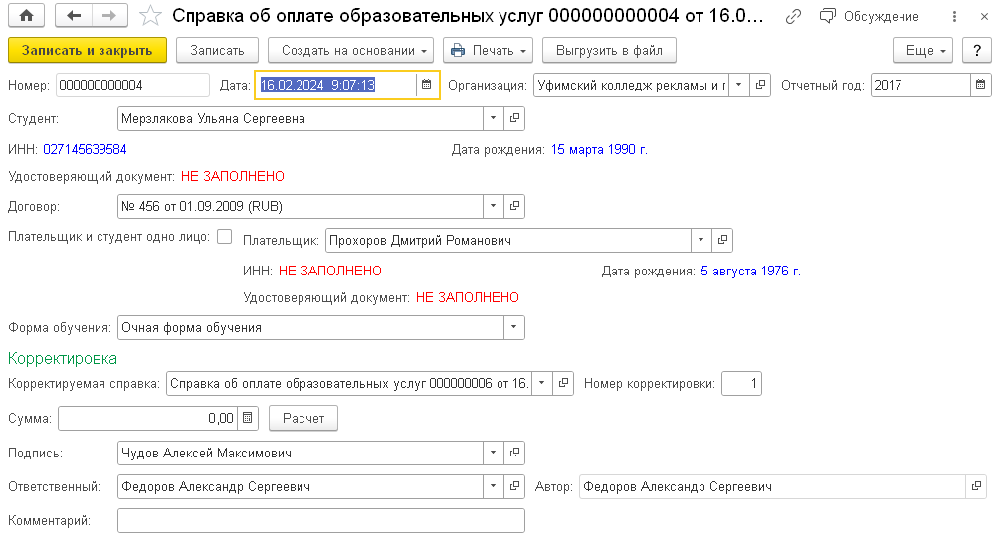 Справка об оплате образовательных услуг 000000000004 от 16.0... Обсуждение
Записать и закрыть Записать Создать на основании Печать Выгрузить в файл Еще ?
Номер: 000000000004 Дата: 16.02.2024 9:07:13 Организация: Уфимский колледж рекламы и г Отчетный год: 2017
Студент: Мерзлякова Ульяна Сергеевна
ИНН: 027145639584 Дата рождения: 15 марта 1990 г.
Удостоверяющий документ: НЕ ЗАПОЛНЕНО
Договор: № 456 от 01.09.2009 (RUB)
Плательщик и студент одно лицо: Плательщик: Прохоров Дмитрий Романович
ИНН: НЕ ЗАПОЛНЕНО Дата рождения: 5 августа 1976 г.
Удостоверяющий документ: НЕ ЗАПОЛНЕНО
Форма обучения: Очная форма обучения
Корректировка
Корректируемая справка: Справка об оплате образовательных услуг 000000006 от 16. Номер корректировки: 1
Сумма: 0,00 Расчет
Подпись: Чудов Алексей Максимович
Ответственный: Федоров Александр Сергеевич Автор: Федоров Александр Сергеевич
Комментарий: